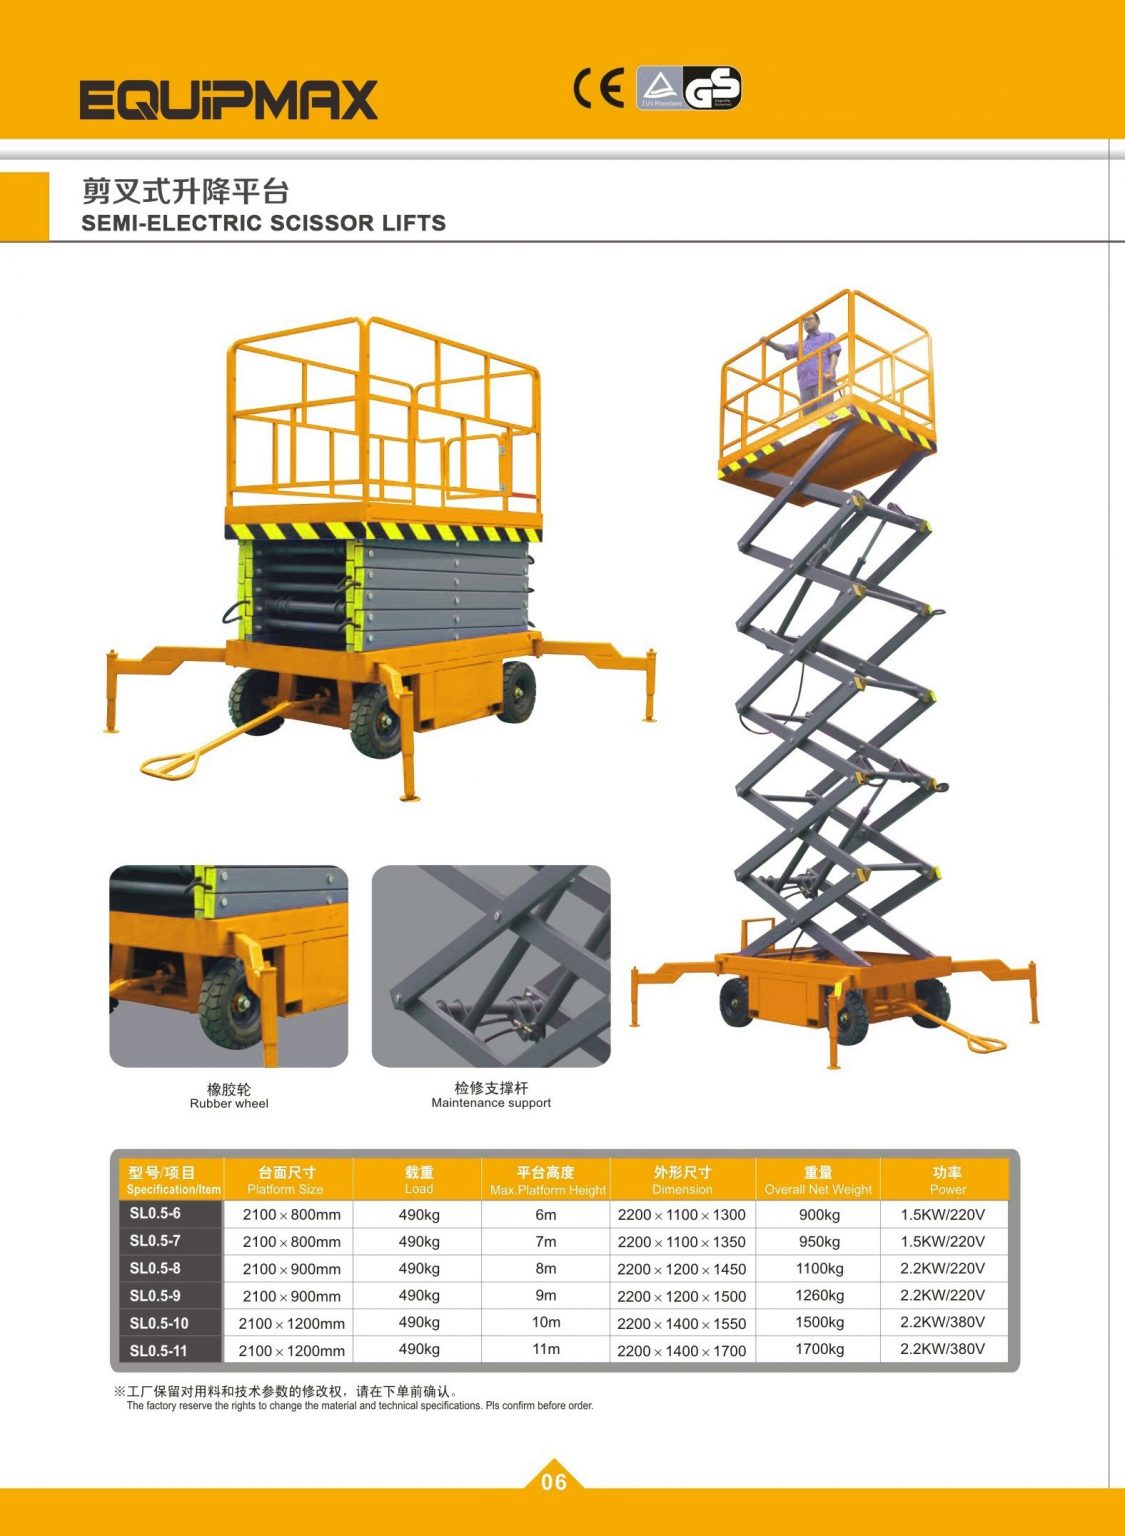 EQUIPMAX
CE
TÜV Rheinland
GS
geprüfte
Sicherheit
剪叉式升降平台
SEMI-ELECTRIC SCISSOR LIFTS
橡胶轮
Rubber wheel
检修支撑杆
Maintenance support
型号/项目 台面尺寸 载重 平台高度 外形尺寸 重量 功率
Specification/Item Platform Size Load Max.Platform Height Dimension Overall Net Weight Power
SL0.5-6 2100×800mm 490kg 6m 2200×1100×1300 900kg 1.5KW/220V
SL0.5-7 2100×800mm 490kg 7m 2200×1100×1350 950kg 1.5KW/220V
SL0.5-8 2100×900mm 490kg 8m 2200×1200×1450 1100kg 2.2KW/220V
SL0.5-9 2100×900mm 490kg 9m 2200×1200×1500 1260kg 2.2KW/220V
SL0.5-10 2100×1200mm 490kg 10m 2200×1400×1550 1500kg 2.2KW/380V
SL0.5-11 2100×1200mm 490kg 11m 2200×1400×1700 1700kg 2.2KW/380V
※工厂保留对用料和技术参数的修改权，请在下单前确认。
The factory reserve the rights to change the material and technical specifications. Pls confirm before order.
06